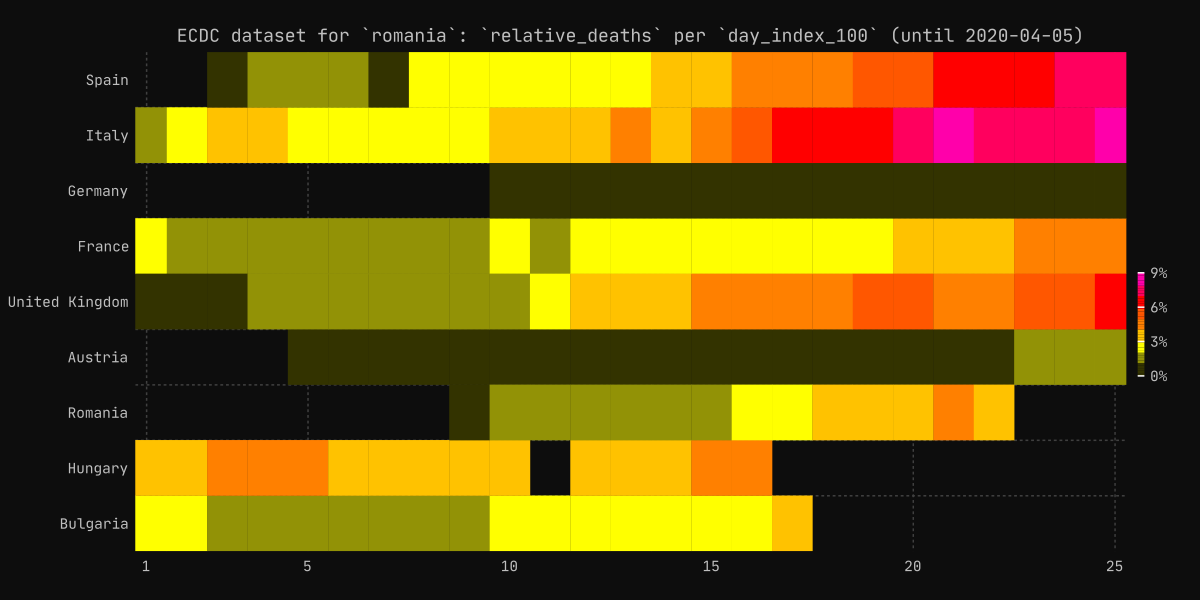 ECDC dataset for `romania`: `relative_deaths` per `day_index_100` (until 2020-04-05)
Spain
Italy
Germany
France
United Kingdom
Austria
Romania
Hungary
Bulgaria
1 5 10 15 20 25
9%
6%
3%
0%